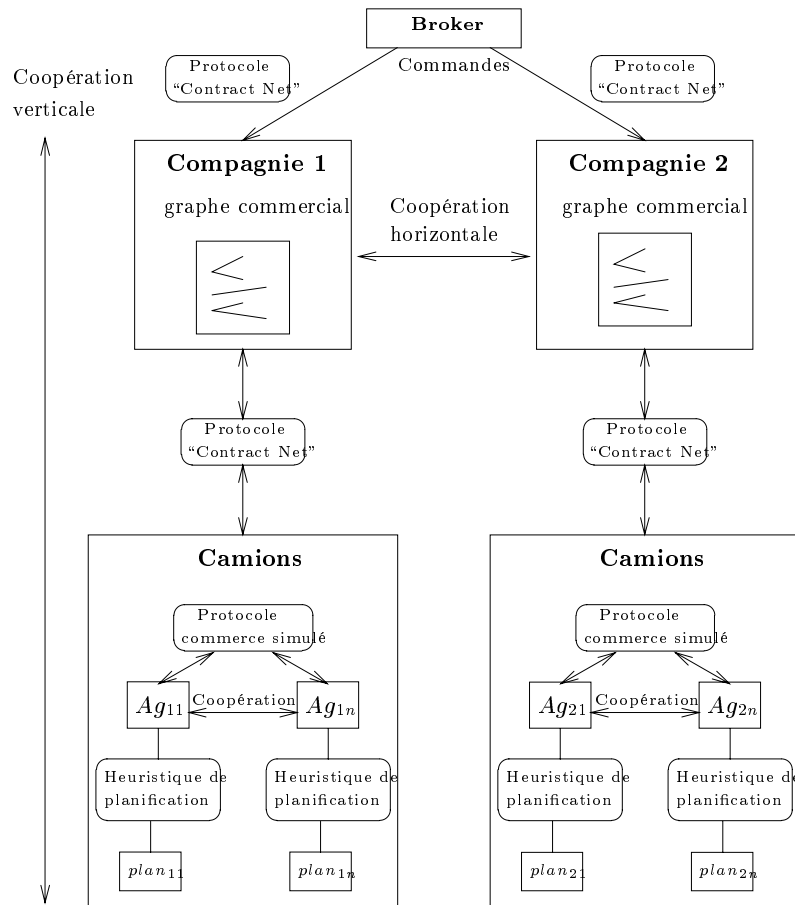 Broker
Protocole
“Contract Net”
Commandes
Protocole
“Contract Net”
Coopération
verticale
Compagnie 1
graphe commercial
Coopération
horizontale
Compagnie 2
graphe commercial
Protocole
“Contract Net”
Protocole
“Contract Net”
Camions
Protocole
commerce simulé
Ag11
Coopération
Ag1n
Heuristique de
planification
Heuristique de
planification
plan11
plan1n
Camions
Protocole
commerce simulé
Ag21
Coopération
Ag2n
Heuristique de
planification
Heuristique de
planification
plan21
plan2n